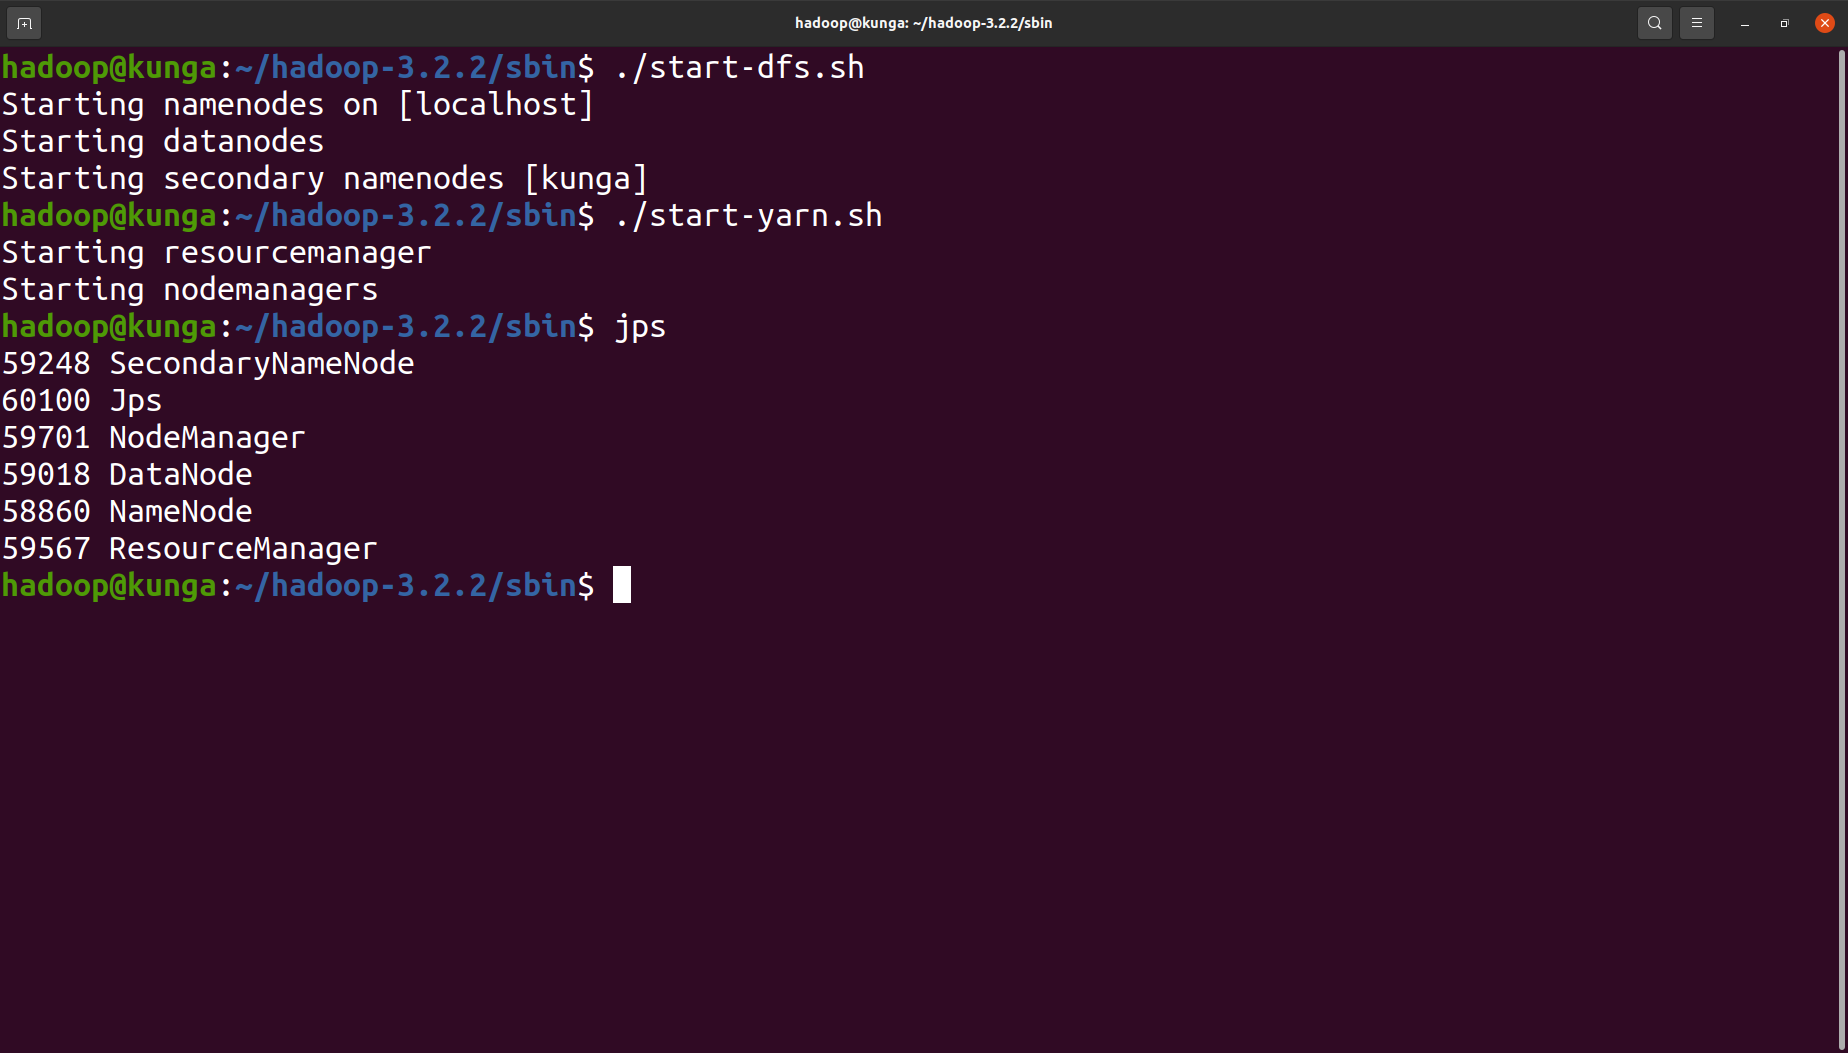 hadoop@kunga: ~/hadoop-3.2.2/sbin
hadoop@kunga:~/hadoop-3.2.2/sbin$ ./start-dfs.sh
Starting namenodes on [localhost]
Starting datanodes
Starting secondary namenodes [kunga]
hadoop@kunga:~/hadoop-3.2.2/sbin$ ./start-yarn.sh
Starting resourcemanager
Starting nodemanagers
hadoop@kunga:~/hadoop-3.2.2/sbin$ jps
59248 SecondaryNameNode
60100 Jps
59701 NodeManager
59018 DataNode
58860 NameNode
59567 ResourceManager
hadoop@kunga:~/hadoop-3.2.2/sbin$